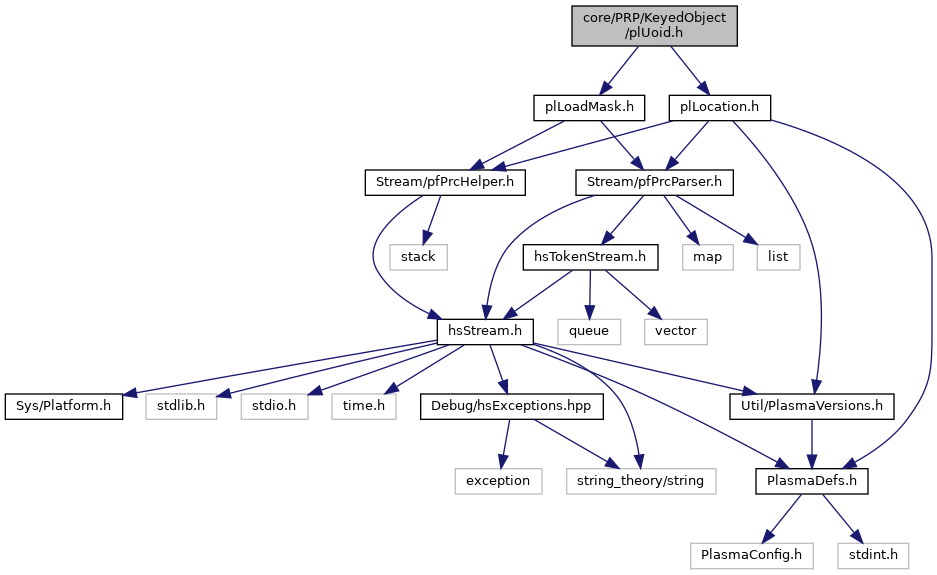 core/PRP/KeyedObject
/plUoid.h
plLoadMask.h
plLocation.h
Stream/pfPrcHelper.h
Stream/pfPrcParser.h
stack
hsTokenStream.h
map
list
hsStream.h
queue
vector
Sys/Platform.h
stdlib.h
stdio.h
time.h
Debug/hsExceptions.hpp
Util/PlasmaVersions.h
exception
string_theory/string
PlasmaDefs.h
PlasmaConfig.h
stdint.h